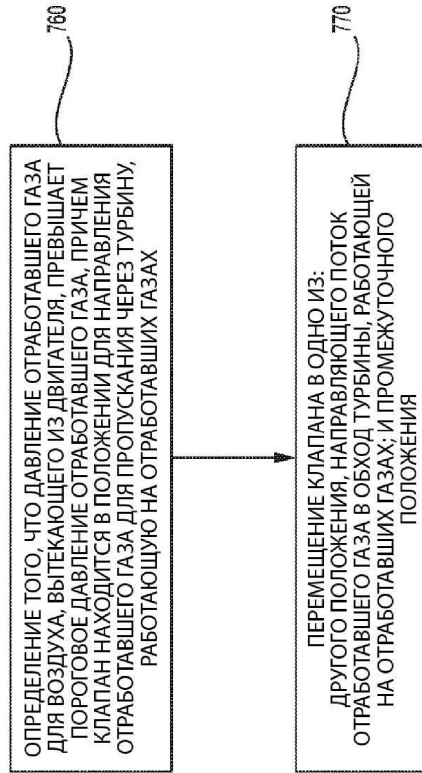 ОПРЕДЕЛЕНИЕ ТОГО, ЧТО ДАВЛЕНИЕ ОТРАБОТАВШЕГО ГАЗА
ДЛЯ ВОЗДУХА, ВЫТЕКАЮЩЕГО ИЗ ДВИГАТЕЛЯ, ПРЕВЫШАЕТ
ПОРОГОВОЕ ДАВЛЕНИЕ ОТРАБОТАВШЕГО ГАЗА, ПРИЧЕМ
КЛАПАН НАХОДИТСЯ В ПОЛОЖЕНИИ ДЛЯ НАПРАВЛЕНИЯ
ОТРАБОТАВШЕГО ГАЗА ДЛЯ ПРОПУСКАНИЯ ЧЕРЕЗ ТУРБИНУ,
РАБОТАЮЩУЮ НА ОТРАБОТАВШИХ ГАЗАХ
760
ПЕРЕМЕЩЕНИЕ КЛАПАНА В ОДНО ИЗ:
ДРУГОГО ПОЛОЖЕНИЯ, НАПРАВЛЯЮЩЕГО ПОТОК
ОТРАБОТАВШЕГО ГАЗА В ОБХОД ТУРБИНЫ, РАБОТАЮЩЕЙ
НА ОТРАБОТАВШИХ ГАЗАХ; И ПРОМЕЖУТОЧНОГО
ПОЛОЖЕНИЯ
770